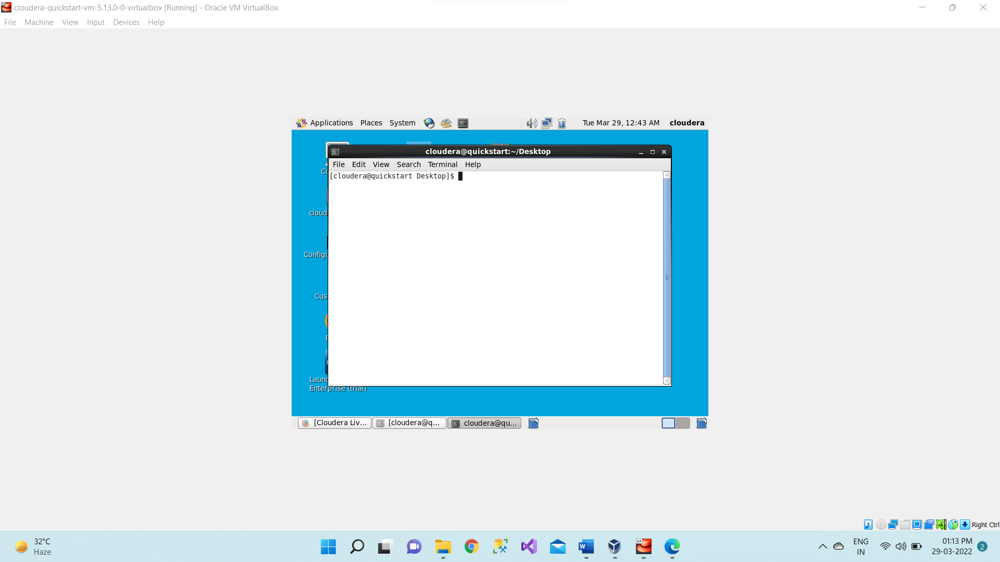 cloudera-quickstart-vm-5.13.0-0-virtualbox [Running] - Oracle VM VirtualBox
File Machine View Input Devices Help
Applications Places System Tue Mar 29, 12:43 AM cloudera
cloudera@quickstart:~/Desktop
File Edit View Search Terminal Help
[cloudera@quickstart Desktop]$
Co
cloud
Configu
Cus
E
Launc
Enterprise (trial)
[Cloudera Liv... [cloudera@q... cloudera@qu...
Right Ctrl
32°C
Haze
ENG
IN
01:13 PM
29-03-2022
2